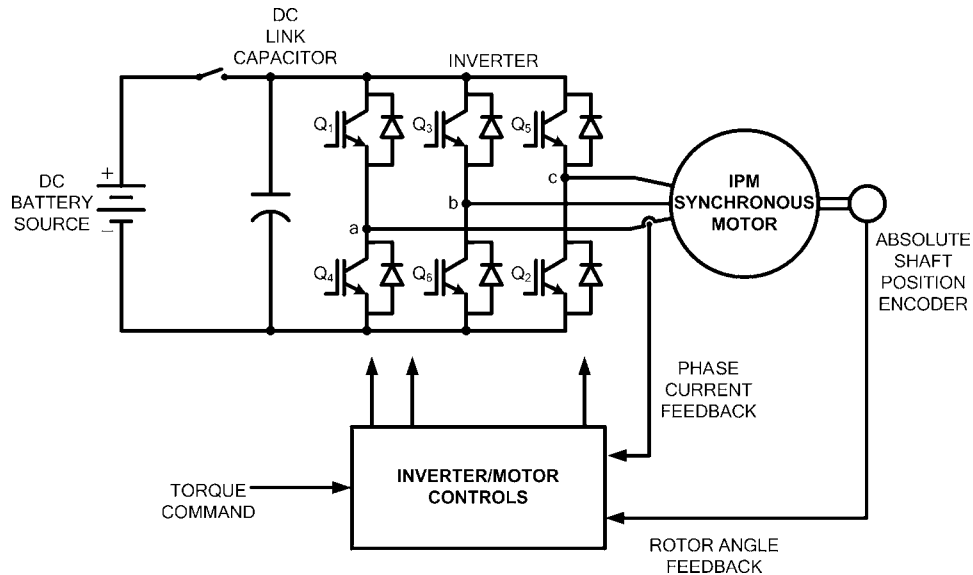 DC
LINK
CAPACITOR
INVERTER
Q1
Q3
Q5
+
DC
BATTERY
SOURCE
–
c
b
a
IPM
SYNCHRONOUS
MOTOR
Q4
Q6
Q2
ABSOLUTE
SHAFT
POSITION
ENCODER
PHASE
CURRENT
FEEDBACK
INVERTER/MOTOR
CONTROLS
TORQUE
COMMAND
ROTOR ANGLE
FEEDBACK